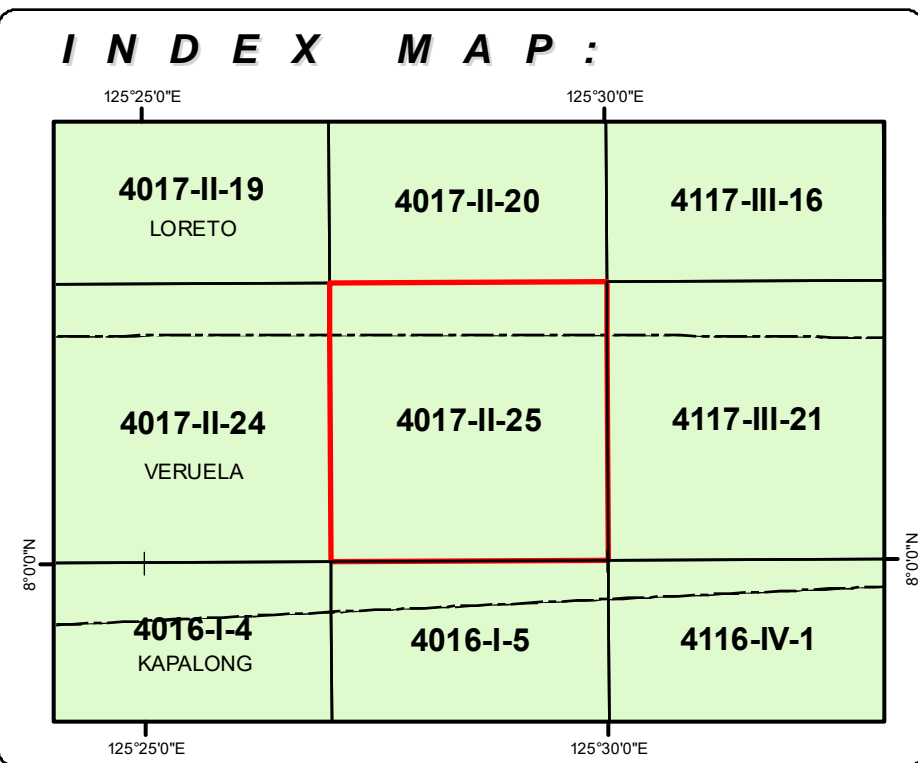 INDEX MAP:
125°25'0"E 125°30'0"E
4017-II-19
LORETO
4017-II-20
4117-III-16
4017-II-24
VERUELA
4017-II-25
4117-III-21
8°0'0"N 8°0'0"N
4016-I-4
KAPALONG
4016-I-5
4116-IV-1
125°25'0"E 125°30'0"E